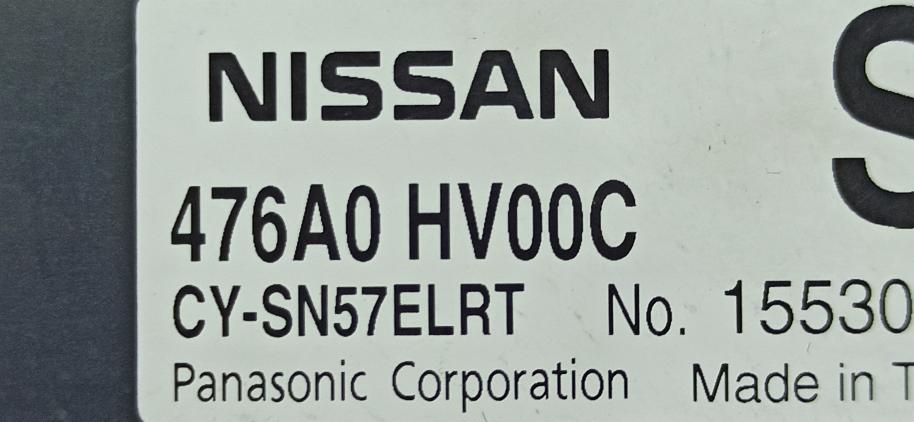 NISSAN
S
476A0 HV00C
CY-SN57ELRT No. 15530
Panasonic Corporation Made in T